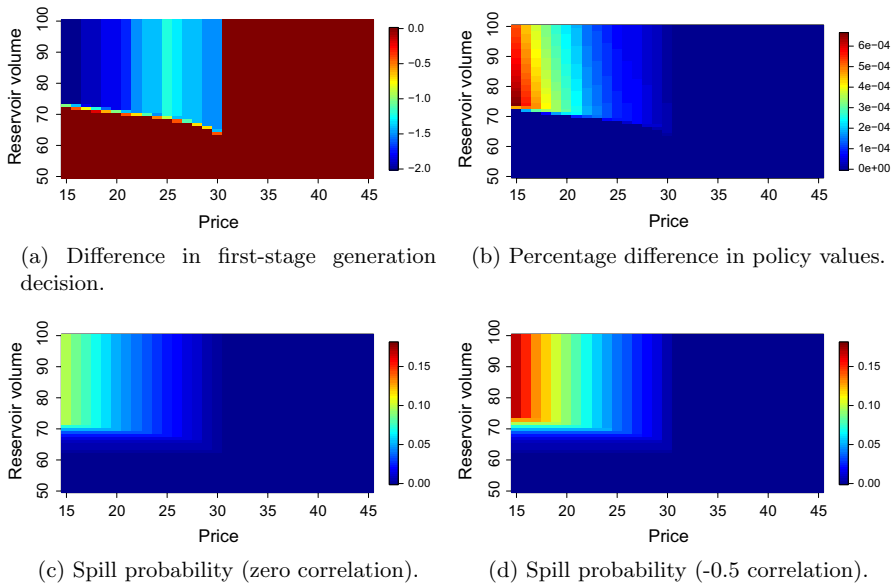 Reservoir volume
50 60 70 80 90 100
15 20 25 30 35 40 45
Price
0.0
−0.5
−1.0
−1.5
−2.0
(a) Difference in first-stage generation
decision.
Reservoir volume
50 60 70 80 90 100
15 20 25 30 35 40 45
Price
6e−04
5e−04
4e−04
3e−04
2e−04
1e−04
0e+00
(b) Percentage difference in policy values.
Reservoir volume
50 60 70 80 90 100
15 20 25 30 35 40 45
Price
0.15
0.10
0.05
0.00
(c) Spill probability (zero correlation).
Reservoir volume
50 60 70 80 90 100
15 20 25 30 35 40 45
Price
0.15
0.10
0.05
0.00
(d) Spill probability (-0.5 correlation).